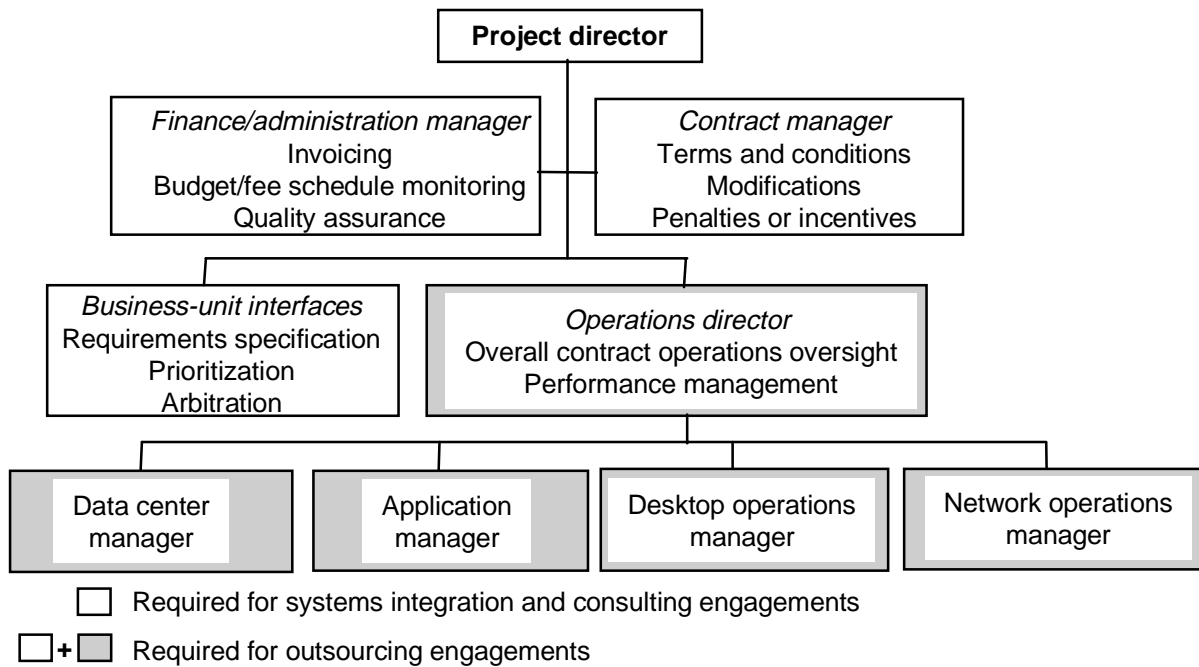 Project director
Finance/administration manager
Invoicing
Budget/fee schedule monitoring
Quality assurance
Contract manager
Terms and conditions
Modifications
Penalties or incentives
Business-unit interfaces
Requirements specification
Prioritization
Arbitration
Operations director
Overall contract operations oversight
Performance management
Data center
manager
Application
manager
Desktop operations
manager
Network operations
manager
Required for systems integration and consulting engagements
+ Required for outsourcing engagements